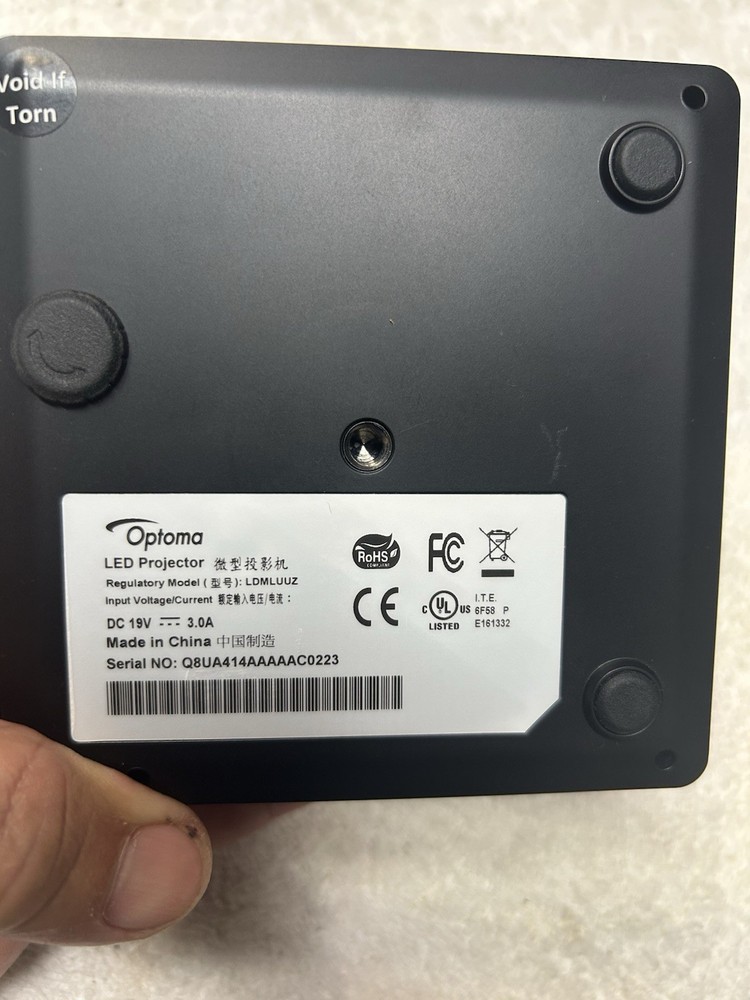 Void If
Torn
Optoma
LED Projector 微型投影机
Regulatory Model (型号): LDMLUUZ
Input Voltage/Current 额定输入电压/电流:
DC 19V ⎓ 3.0A
Made in China 中国制造
Serial NO: Q8UA414AAAAAC0223
RoHS
COMPLIANT
FC
CE
C UL US
LISTED
I.T.E.
6F58 P
E161332